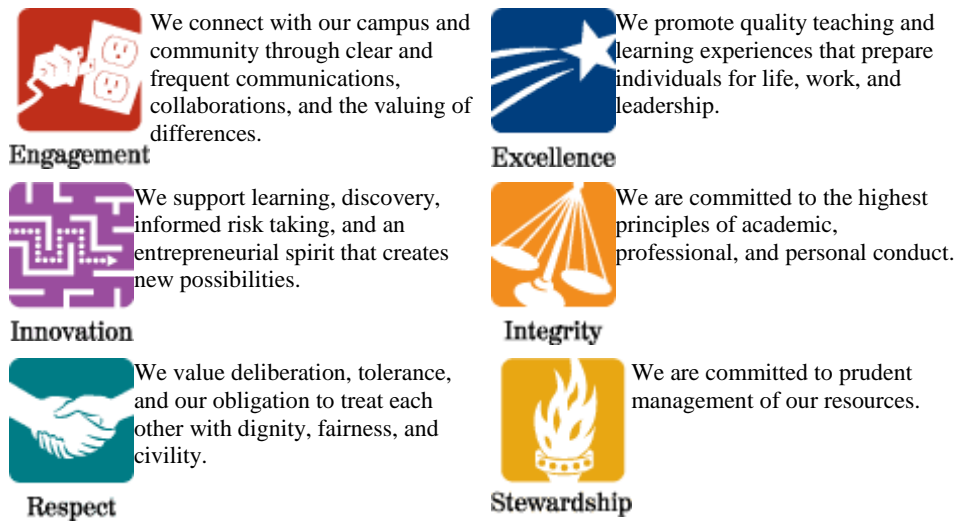 We connect with our campus and
community through clear and
frequent communications,
collaborations, and the valuing of
differences.
Engagement
We promote quality teaching and
learning experiences that prepare
individuals for life, work, and
leadership.
Excellence
We support learning, discovery,
informed risk taking, and an
entrepreneurial spirit that creates
new possibilities.
Innovation
We are committed to the highest
principles of academic,
professional, and personal conduct.
Integrity
We value deliberation, tolerance,
and our obligation to treat each
other with dignity, fairness, and
civility.
Respect
We are committed to prudent
management of our resources.
Stewardship